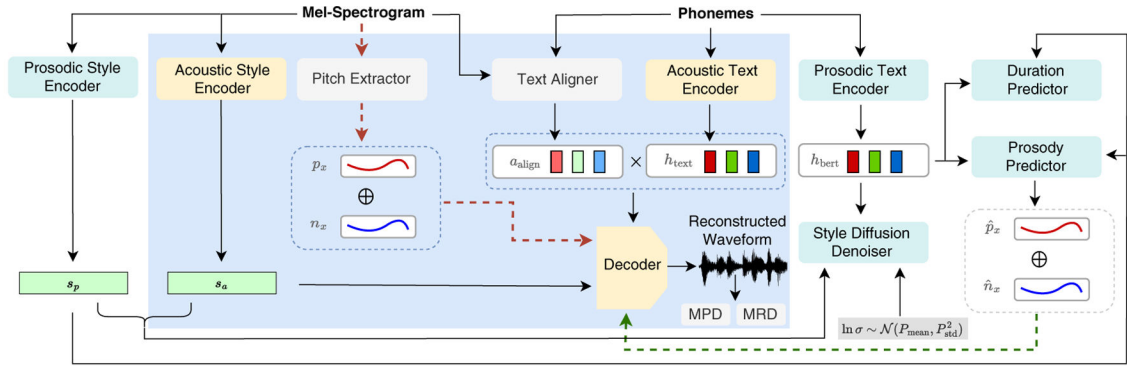 Mel-Spectrogram
Phonemes
Prosodic Style
Encoder
Acoustic Style
Encoder
Pitch Extractor
Text Aligner
Acoustic Text
Encoder
Prosodic Text
Encoder
Duration
Predictor
p_x
⊕
n_x
a_align
×
h_text
h_bert
Prosody
Predictor
Reconstructed
Waveform
Decoder
Style Diffusion
Denoiser
p̂_x
⊕
n̂_x
s_p
s_a
MPD
MRD
ln σ ∼ 𝒩(P_mean, P²_std)